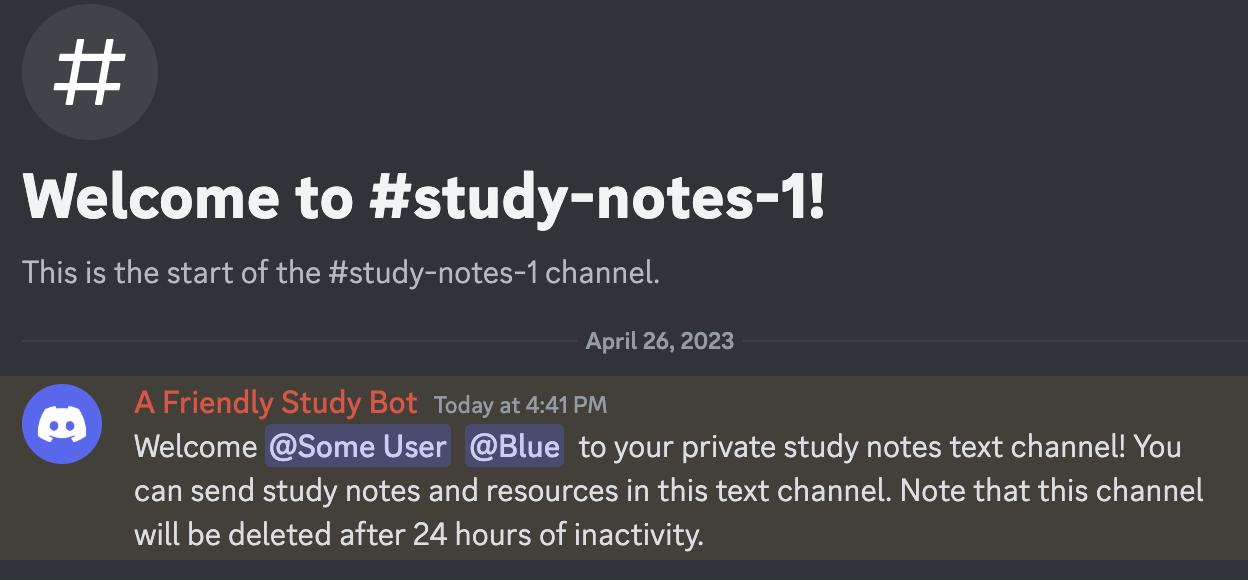 #
Welcome to #study-notes-1!
This is the start of the #study-notes-1 channel.
April 26, 2023
A Friendly Study Bot Today at 4:41 PM
Welcome @Some User @Blue to your private study notes text channel! You
can send study notes and resources in this text channel. Note that this channel
will be deleted after 24 hours of inactivity.